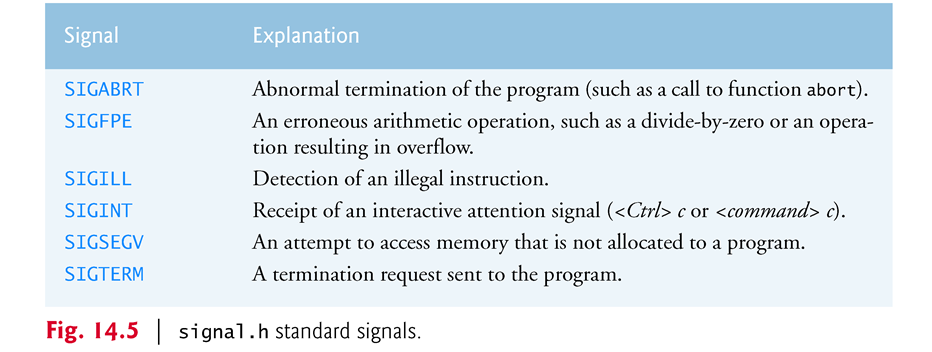 Signal Explanation
SIGABRT Abnormal termination of the program (such as a call to function abort).
SIGFPE An erroneous arithmetic operation, such as a divide-by-zero or an opera-
tion resulting in overflow.
SIGILL Detection of an illegal instruction.
SIGINT Receipt of an interactive attention signal (<Ctrl> c or <command> c).
SIGSEGV An attempt to access memory that is not allocated to a program.
SIGTERM A termination request sent to the program.
Fig. 14.5 | signal.h standard signals.